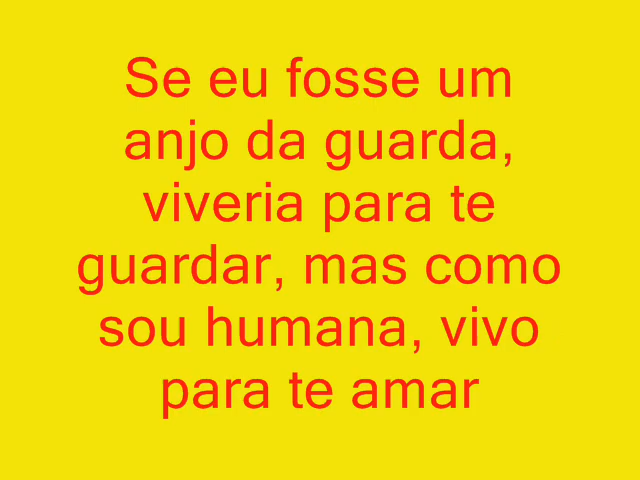 Se eu fosse um
anjo da guarda,
viveria para te
guardar, mas como
sou humana, vivo
para te amar